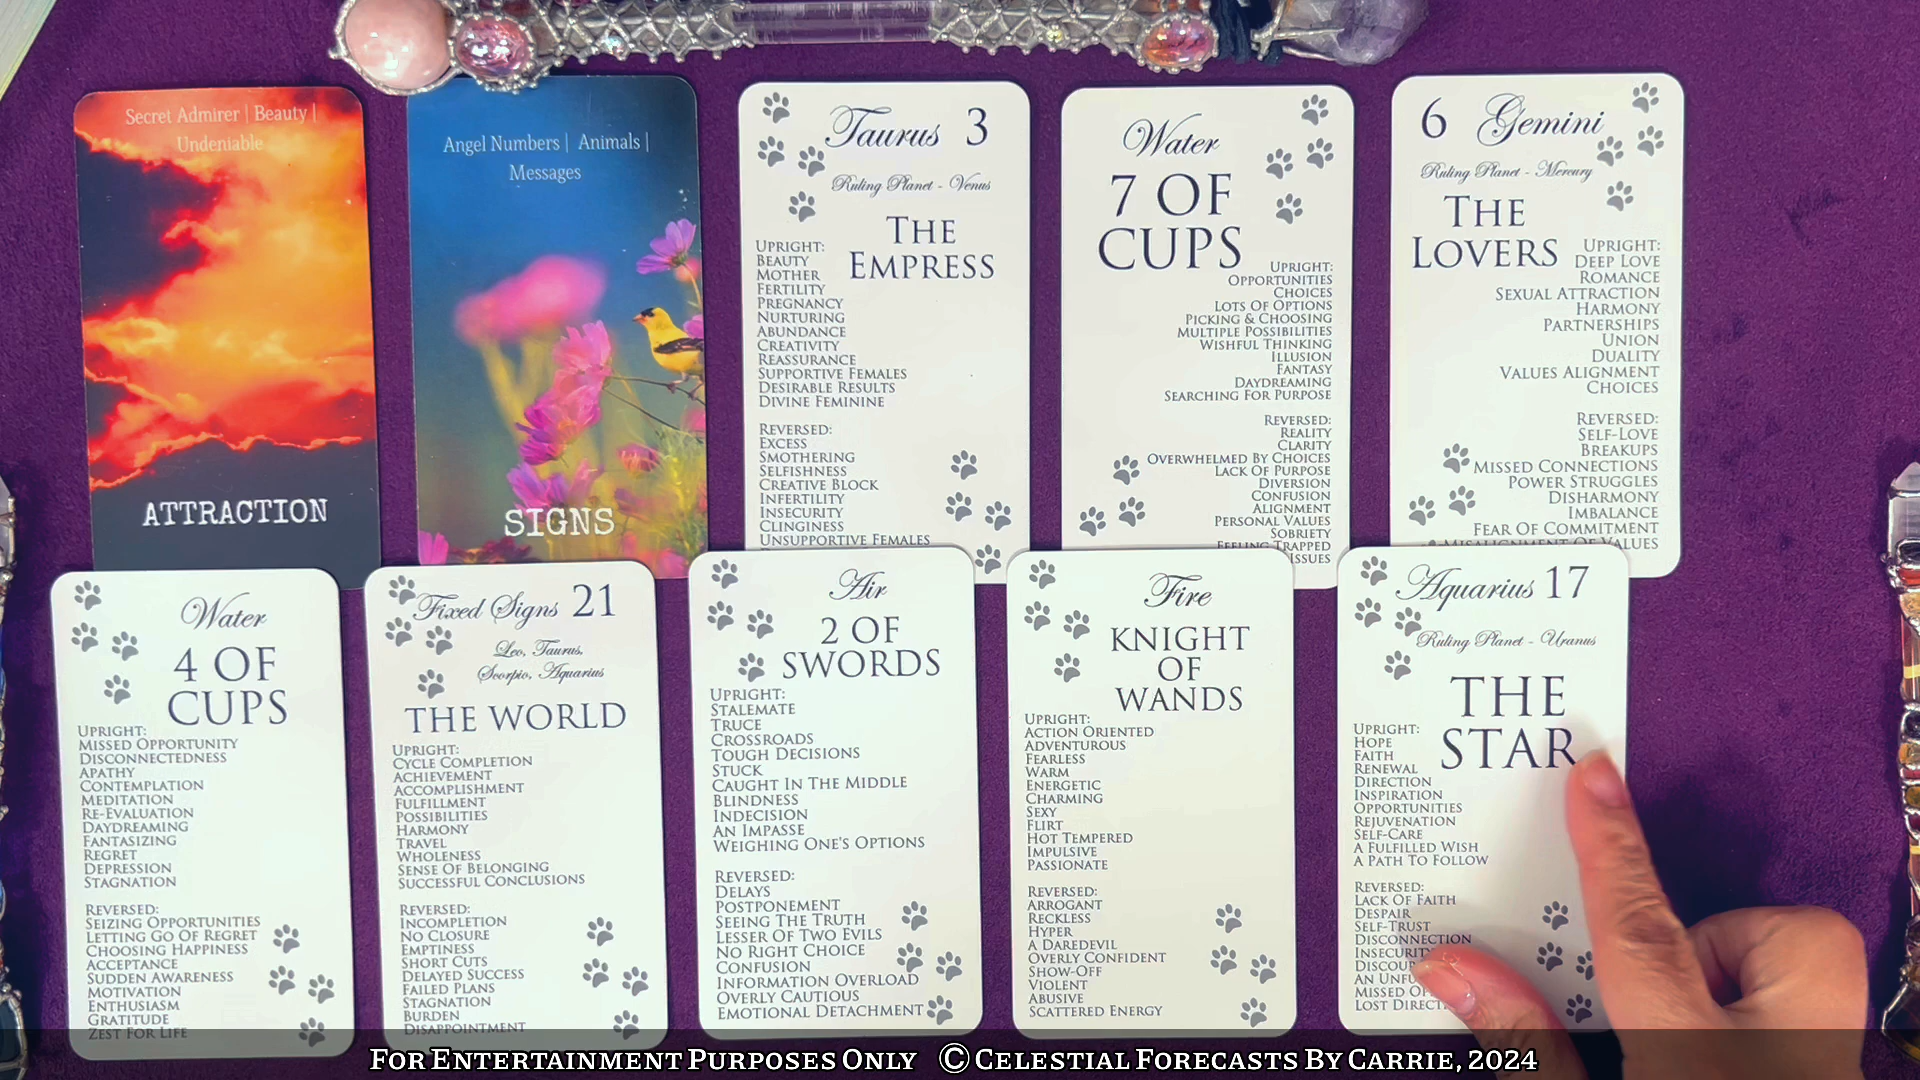 Secret Admirer | Beauty |
Undeniable
ATTRACTION
Angel Numbers | Animals |
Messages
SIGNS
Taurus 3
Ruling Planet - Venus
THE
EMPRESS
UPRIGHT:
BEAUTY
MOTHER
FERTILITY
PREGNANCY
NURTURING
ABUNDANCE
CREATIVITY
REASSURANCE
SUPPORTIVE FEMALES
DESIRABLE RESULTS
DIVINE FEMININE
REVERSED:
EXCESS
SMOTHERING
SELFISHNESS
CREATIVE BLOCK
INFERTILITY
INSECURITY
CLINGINESS
UNSUPPORTIVE FEMALES
Water
7 OF
CUPS
UPRIGHT:
OPPORTUNITIES
CHOICES
LOTS OF OPTIONS
PICKING & CHOOSING
MULTIPLE POSSIBILITIES
WISHFUL THINKING
ILLUSION
FANTASY
DAYDREAMING
SEARCHING FOR PURPOSE
REVERSED:
REALITY
CLARITY
OVERWHELMED BY CHOICES
LACK OF PURPOSE
DIVERSION
CONFUSION
ALIGNMENT
PERSONAL VALUES
SOBRIETY
FEELING TRAPPED
ISSUES
6 Gemini
Ruling Planet - Mercury
THE
LOVERS
UPRIGHT:
DEEP LOVE
ROMANCE
SEXUAL ATTRACTION
HARMONY
PARTNERSHIPS
UNION
DUALITY
VALUES ALIGNMENT
CHOICES
REVERSED:
SELF-LOVE
BREAKUPS
MISSED CONNECTIONS
POWER STRUGGLES
DISHARMONY
IMBALANCE
FEAR OF COMMITMENT
MISALIGNMENT OF VALUES
Water
4 OF
CUPS
UPRIGHT:
MISSED OPPORTUNITY
DISCONNECTEDNESS
APATHY
CONTEMPLATION
MEDITATION
RE-EVALUATION
DAYDREAMING
FANTASIZING
REGRET
DEPRESSION
STAGNATION
REVERSED:
SEIZING OPPORTUNITIES
LETTING GO OF REGRET
CHOOSING HAPPINESS
ACCEPTANCE
SUDDEN AWARENESS
MOTIVATION
ENTHUSIASM
GRATITUDE
ZEST FOR LIFE
Fixed Signs 21
Leo, Taurus,
Scorpio, Aquarius
THE WORLD
UPRIGHT:
CYCLE COMPLETION
ACHIEVEMENT
ACCOMPLISHMENT
FULFILLMENT
POSSIBILITIES
HARMONY
TRAVEL
WHOLENESS
SENSE OF BELONGING
SUCCESSFUL CONCLUSIONS
REVERSED:
INCOMPLETION
NO CLOSURE
EMPTINESS
SHORT CUTS
DELAYED SUCCESS
FAILED PLANS
STAGNATION
BURDEN
DISAPPOINTMENT
Air
2 OF
SWORDS
UPRIGHT:
STALEMATE
TRUCE
CROSSROADS
TOUGH DECISIONS
STUCK
CAUGHT IN THE MIDDLE
BLINDNESS
INDECISION
AN IMPASSE
WEIGHING ONE'S OPTIONS
REVERSED:
DELAYS
POSTPONEMENT
SEEING THE TRUTH
LESSER OF TWO EVILS
NO RIGHT CHOICE
CONFUSION
INFORMATION OVERLOAD
OVERLY CAUTIOUS
EMOTIONAL DETACHMENT
Fire
KNIGHT
OF
WANDS
UPRIGHT:
ACTION ORIENTED
ADVENTUROUS
FEARLESS
WARM
ENERGETIC
CHARMING
SEXY
FLIRT
HOT TEMPERED
IMPULSIVE
PASSIONATE
REVERSED:
ARROGANT
RECKLESS
HYPER
A DAREDEVIL
OVERLY CONFIDENT
SHOW-OFF
VIOLENT
ABUSIVE
SCATTERED ENERGY
Aquarius 17
Ruling Planet - Uranus
THE
STAR
UPRIGHT:
HOPE
FAITH
RENEWAL
DIRECTION
INSPIRATION
OPPORTUNITIES
REJUVENATION
SELF-CARE
A FULFILLED WISH
A PATH TO FOLLOW
REVERSED:
LACK OF FAITH
DESPAIR
SELF-TRUST
DISCONNECTION
AN
MISSED
LOST
FOR ENTERTAINMENT PURPOSES ONLY © CELESTIAL FORECASTS BY CARRIE, 2024